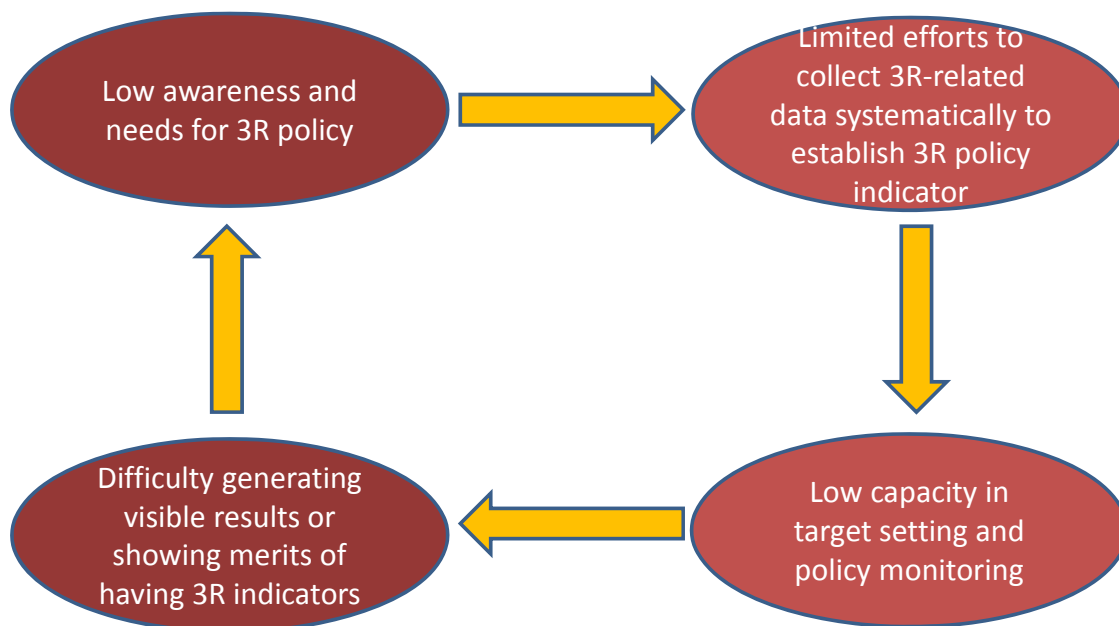 Low awareness and
needs for 3R policy
Limited efforts to
collect 3R-related
data systematically to
establish 3R policy
indicator
Low capacity in
target setting and
policy monitoring
Difficulty generating
visible results or
showing merits of
having 3R indicators